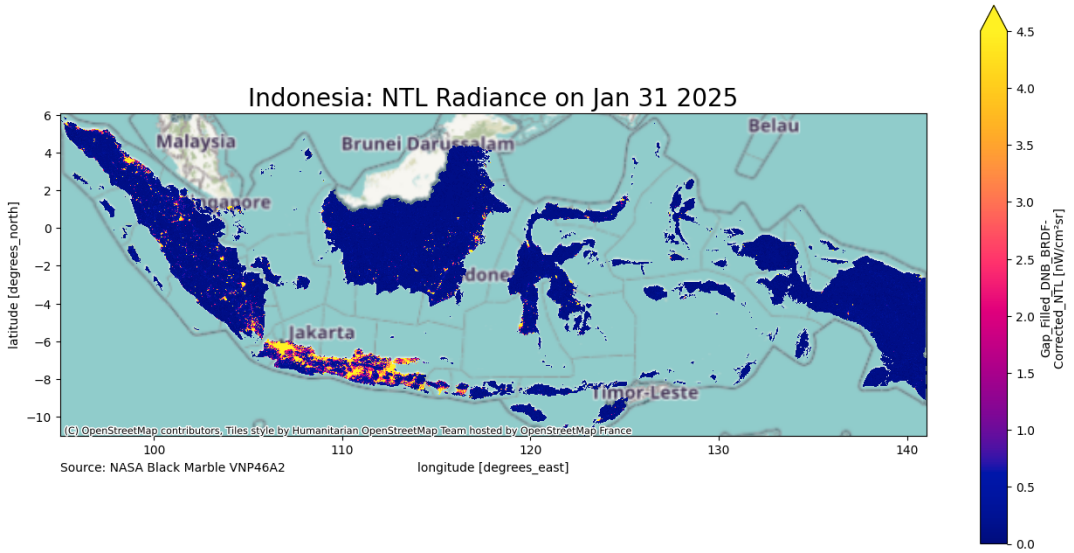 Indonesia: NTL Radiance on Jan 31 2025
4.5
4.0
3.5
3.0
2.5
2.0
1.5
1.0
0.5
0.0
Gap_Filled_DNB_BRDF-
Corrected_NTL [nW/cm²sr]
6
4
2
0
−2
−4
−6
−8
−10
latitude [degrees_north]
Malaysia
Brunei Darussalam
Belau
ngapore
dones
Jakarta
Timor-Leste
(C) OpenStreetMap contributors, Tiles style by Humanitarian OpenStreetMap Team hosted by OpenStreetMap France
100
110
120
130
140
Source: NASA Black Marble VNP46A2
longitude [degrees_east]